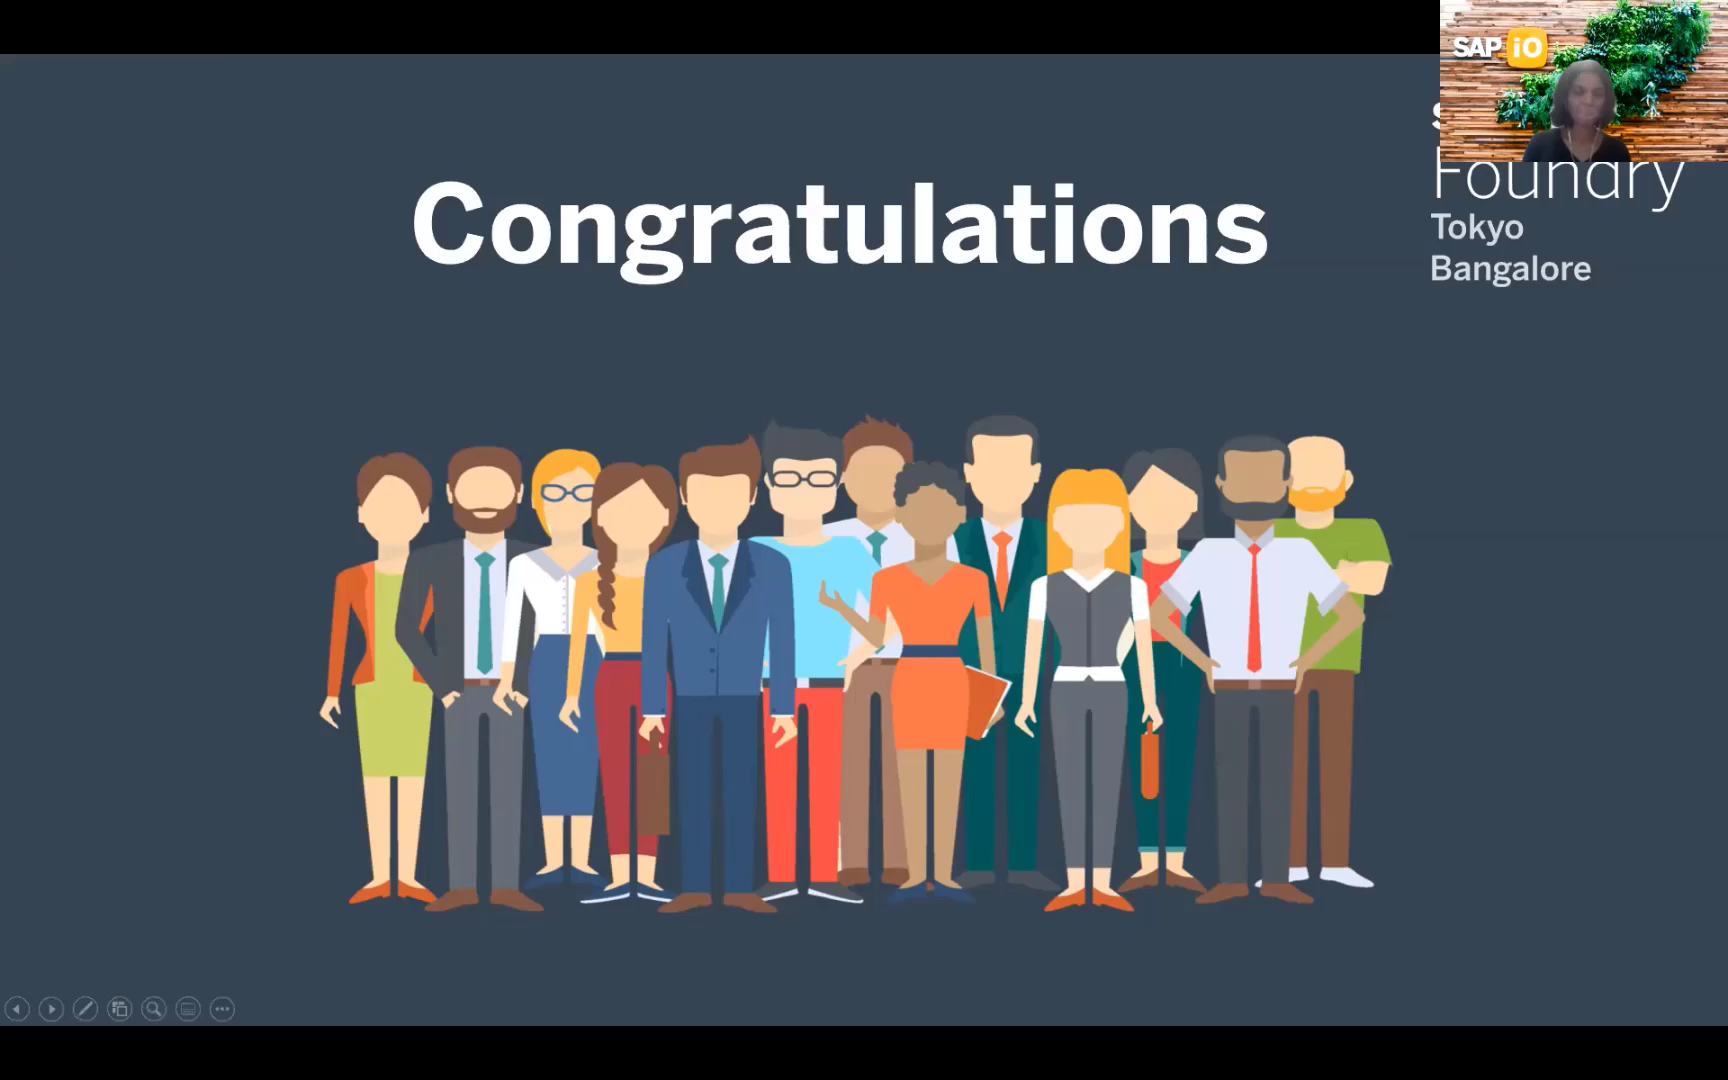 SAP iO
Congratulations
Foundry
Tokyo
Bangalore